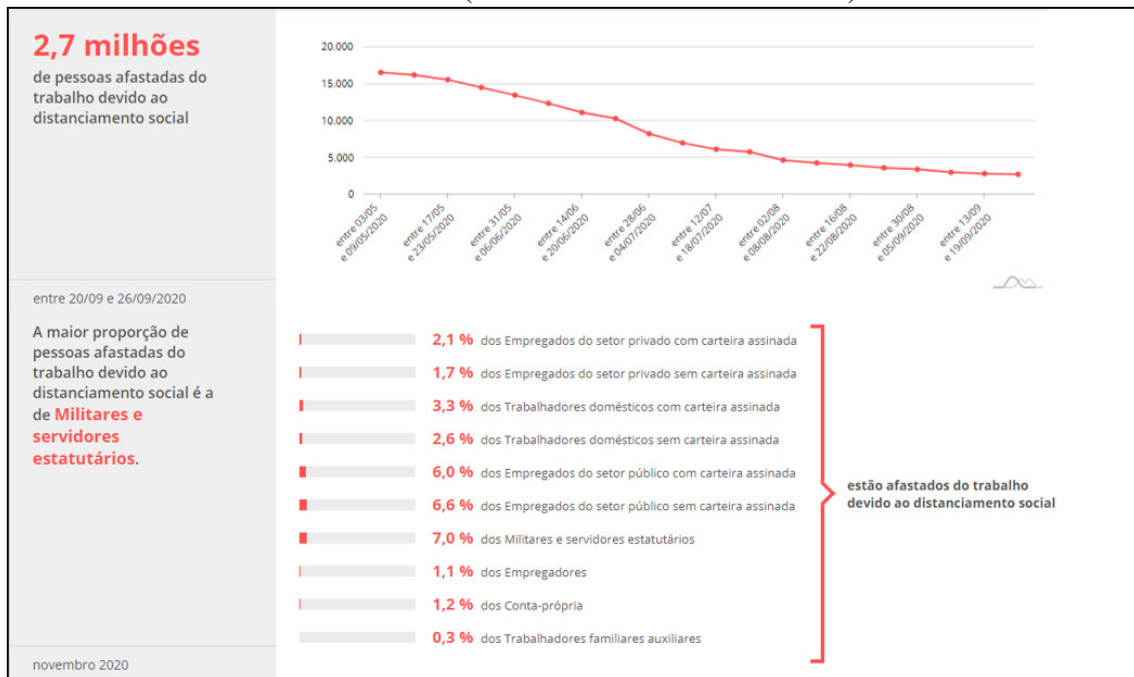 2,7 milhões
de pessoas afastadas do
trabalho devido ao
distanciamento social
20.000
15.000
10.000
5.000
0
entre 03/05
e 09/05/2020
entre 17/05
e 23/05/2020
entre 31/05
e 06/06/2020
entre 14/06
e 20/06/2020
entre 28/06
e 04/07/2020
entre 12/07
e 18/07/2020
entre 02/08
e 08/08/2020
entre 16/08
e 22/08/2020
entre 30/08
e 05/09/2020
entre 13/09
e 19/09/2020
entre 20/09 e 26/09/2020
A maior proporção de
pessoas afastadas do
trabalho devido ao
distanciamento social é a
de Militares e
servidores
estatutários.
2,1 % dos Empregados do setor privado com carteira assinada
1,7 % dos Empregados do setor privado sem carteira assinada
3,3 % dos Trabalhadores domésticos com carteira assinada
2,6 % dos Trabalhadores domésticos sem carteira assinada
6,0 % dos Empregados do setor público com carteira assinada
6,6 % dos Empregados do setor público sem carteira assinada
7,0 % dos Militares e servidores estatutários
1,1 % dos Empregadores
1,2 % dos Conta-própria
0,3 % dos Trabalhadores familiares auxiliares
estão afastados do trabalho
devido ao distanciamento social
novembro 2020